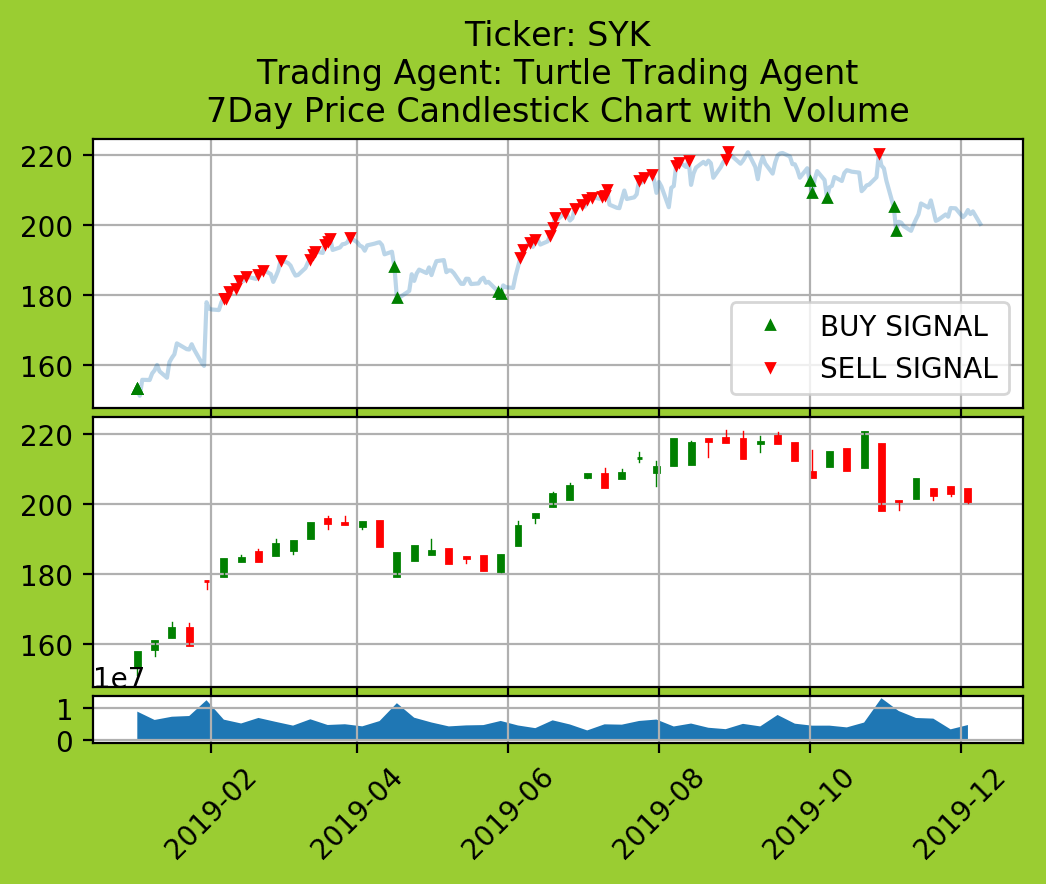 Ticker: SYK
Trading Agent: Turtle Trading Agent
7Day Price Candlestick Chart with Volume
220
200
180
160
BUY SIGNAL
SELL SIGNAL
220
200
180
160
1e7
1
0
2019-02
2019-04
2019-06
2019-08
2019-10
2019-12